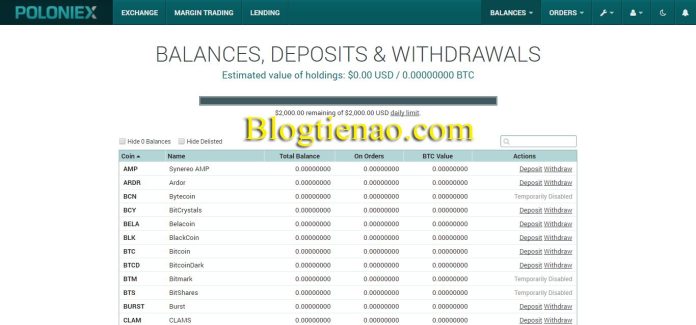 POLONIEX EXCHANGE MARGIN TRADING LENDING BALANCES ORDERS
BALANCES, DEPOSITS & WITHDRAWALS
Estimated value of holdings: $0.00 USD / 0.00000000 BTC
$2,000.00 remaining of $2,000.00 USD daily limit.
Blogtienao.com
Hide 0 Balances Hide Delisted
Coin Name Total Balance On Orders BTC Value Actions
AMP Synereo AMP 0.00000000 0.00000000 0.00000000 Deposit Withdraw
ARDR Ardor 0.00000000 0.00000000 0.00000000 Deposit Withdraw
BCN Bytecoin 0.00000000 0.00000000 0.00000000 Temporarily Disabled
BCY BitCrystals 0.00000000 0.00000000 0.00000000 Deposit Withdraw
BELA Belacoin 0.00000000 0.00000000 0.00000000 Deposit Withdraw
BLK BlackCoin 0.00000000 0.00000000 0.00000000 Deposit Withdraw
BTC Bitcoin 0.00000000 0.00000000 0.00000000 Deposit Withdraw
BTCD BitcoinDark 0.00000000 0.00000000 0.00000000 Deposit Withdraw
BTM Bitmark 0.00000000 0.00000000 0.00000000 Temporarily Disabled
BTS BitShares 0.00000000 0.00000000 0.00000000 Temporarily Disabled
BURST Burst 0.00000000 0.00000000 0.00000000 Deposit Withdraw
CLAM CLAMS 0.00000000 0.00000000 0.00000000 Deposit Withdraw